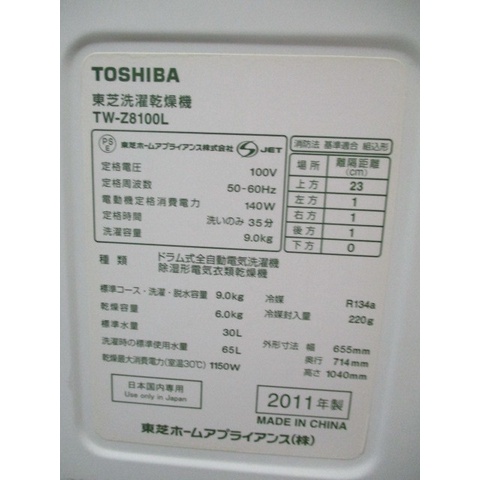 TOSHIBA
東芝洗濯乾燥機
TW-Z8100L
PSE 東芝ホームアプライアンス株式会社 JET
定格電圧 100V
定格周波数 50-60Hz
電動機定格消費電力 140W
定格時間 洗いのみ 35分
洗濯容量 9.0kg
消防法 基準適合 組込形
場所 離隔距離(cm)
上方 23
左方 1
右方 1
後方 1
下方 0
種類 ドラム式全自動電気洗濯機
除湿形電気衣類乾燥機
標準コース・洗濯・脱水容量 9.0kg
乾燥容量 6.0kg
標準水量 30L
洗濯時の標準使用水量 65L
乾燥最大消費電力(室温30℃) 1150W
冷媒 R134a
冷媒封入量 220g
外形寸法 幅 655mm
奥行 714mm
高さ 1040mm
日本国内専用
Use only in Japan
2011年製
MADE IN CHINA
東芝ホームアプライアンス(株)